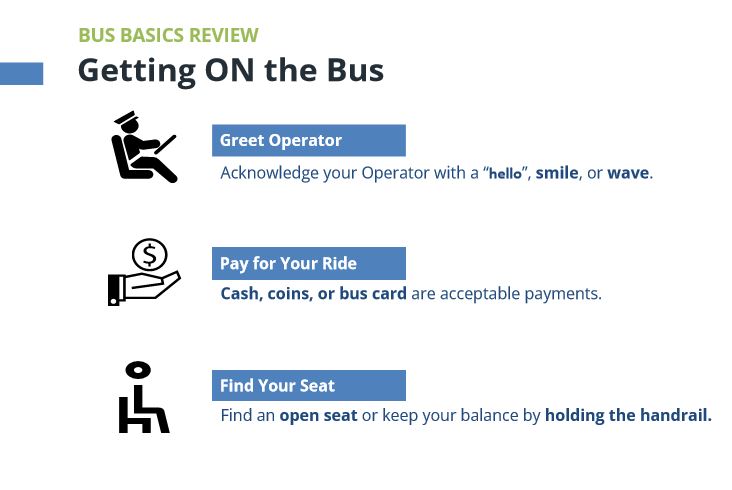 BUS BASICS REVIEW
Getting ON the Bus
Greet Operator
Acknowledge your Operator with a “hello”, smile, or wave.
$
Pay for Your Ride
Cash, coins, or bus card are acceptable payments.
Find Your Seat
Find an open seat or keep your balance by holding the handrail.